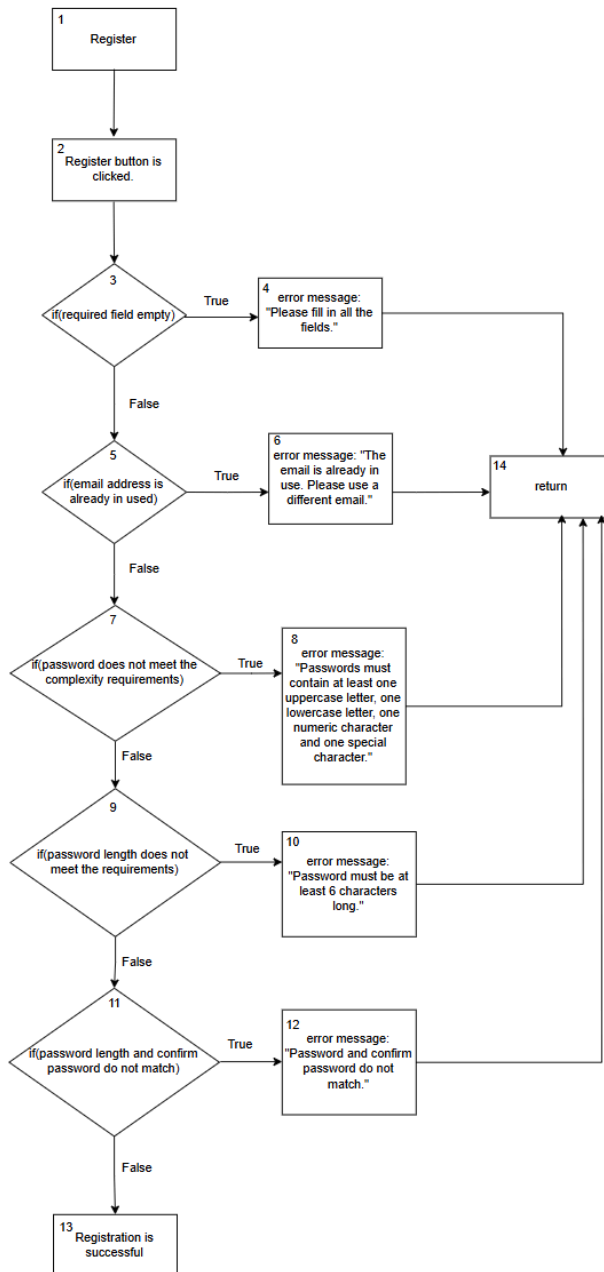 1
Register
2
Register button is
clicked.
3
if(required field empty)
True
4
error message:
"Please fill in all the
fields."
False
5
if(email address is
already in used)
True
6
error message: "The
email is already in
use. Please use a
different email."
14
return
False
7
if(password does not meet the
complexity requirements)
True
8
error message:
"Passwords must
contain at least one
uppercase letter, one
lowercase letter, one
numeric character
and one special
character."
False
9
if(password length does not
meet the requirements)
True
10
error message:
"Password must be at
least 6 characters
long."
False
11
if(password length and confirm
password do not match)
True
12
error message:
"Password and confirm
password do not
match."
False
13
Registration is
successful